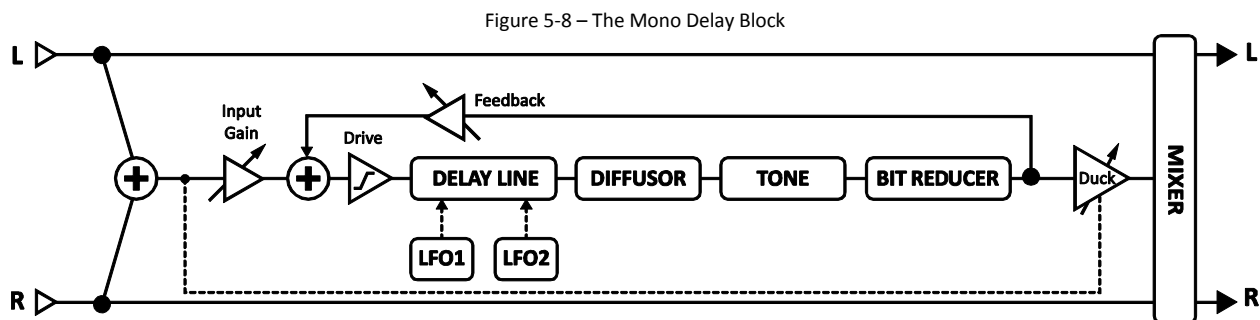 Figure 5-8 – The Mono Delay Block
L
L
Input
Gain
Feedback
Drive
DELAY LINE
DIFFUSOR
TONE
BIT REDUCER
Duck
MIXER
LFO1
LFO2
R
R